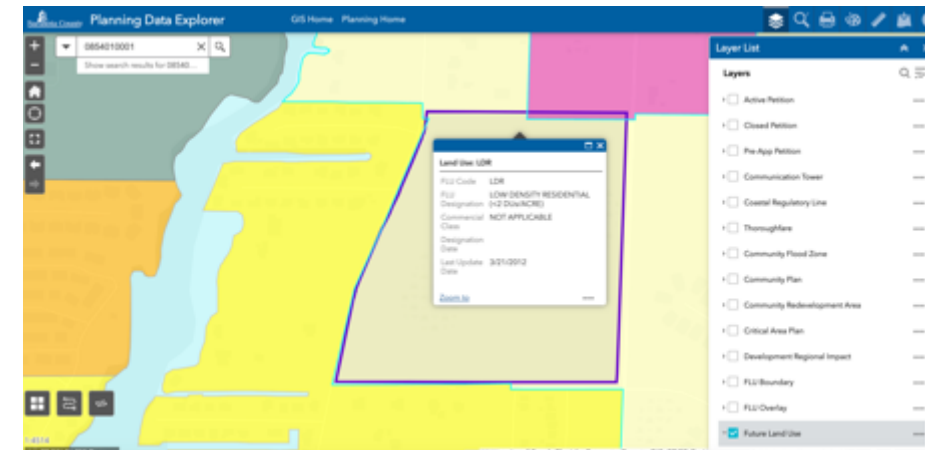 Sarasota County Planning Data Explorer GIS Home Planning Home
0854010001
Show search results for 08540...
Layer List
Layers
Active Petition
Closed Petition
Pre-App Petition
Communication Tower
Coastal Regulatory Line
Thoroughfare
Community Flood Zone
Community Plan
Community Redevelopment Area
Critical Area Plan
Development Regional Impact
FLU Boundary
FLU Overlay
Future Land Use
Land Use: LDR
FLU Code LDR
FLU Designation LOW DENSITY RESIDENTIAL (<2 DUs/ACRE)
Commercial Class NOT APPLICABLE
Designation Date
Last Update Date 3/21/2012
Zoom to
1:4514